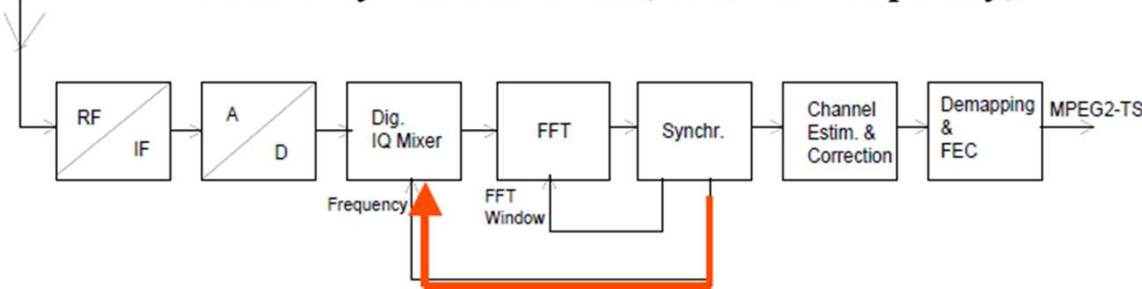 RF
IF
A
D
Dig.
IQ Mixer
FFT
Synchr.
Channel
Estim. &
Correction
Demapping
&
FEC
MPEG2-TS
Frequency
FFT
Window